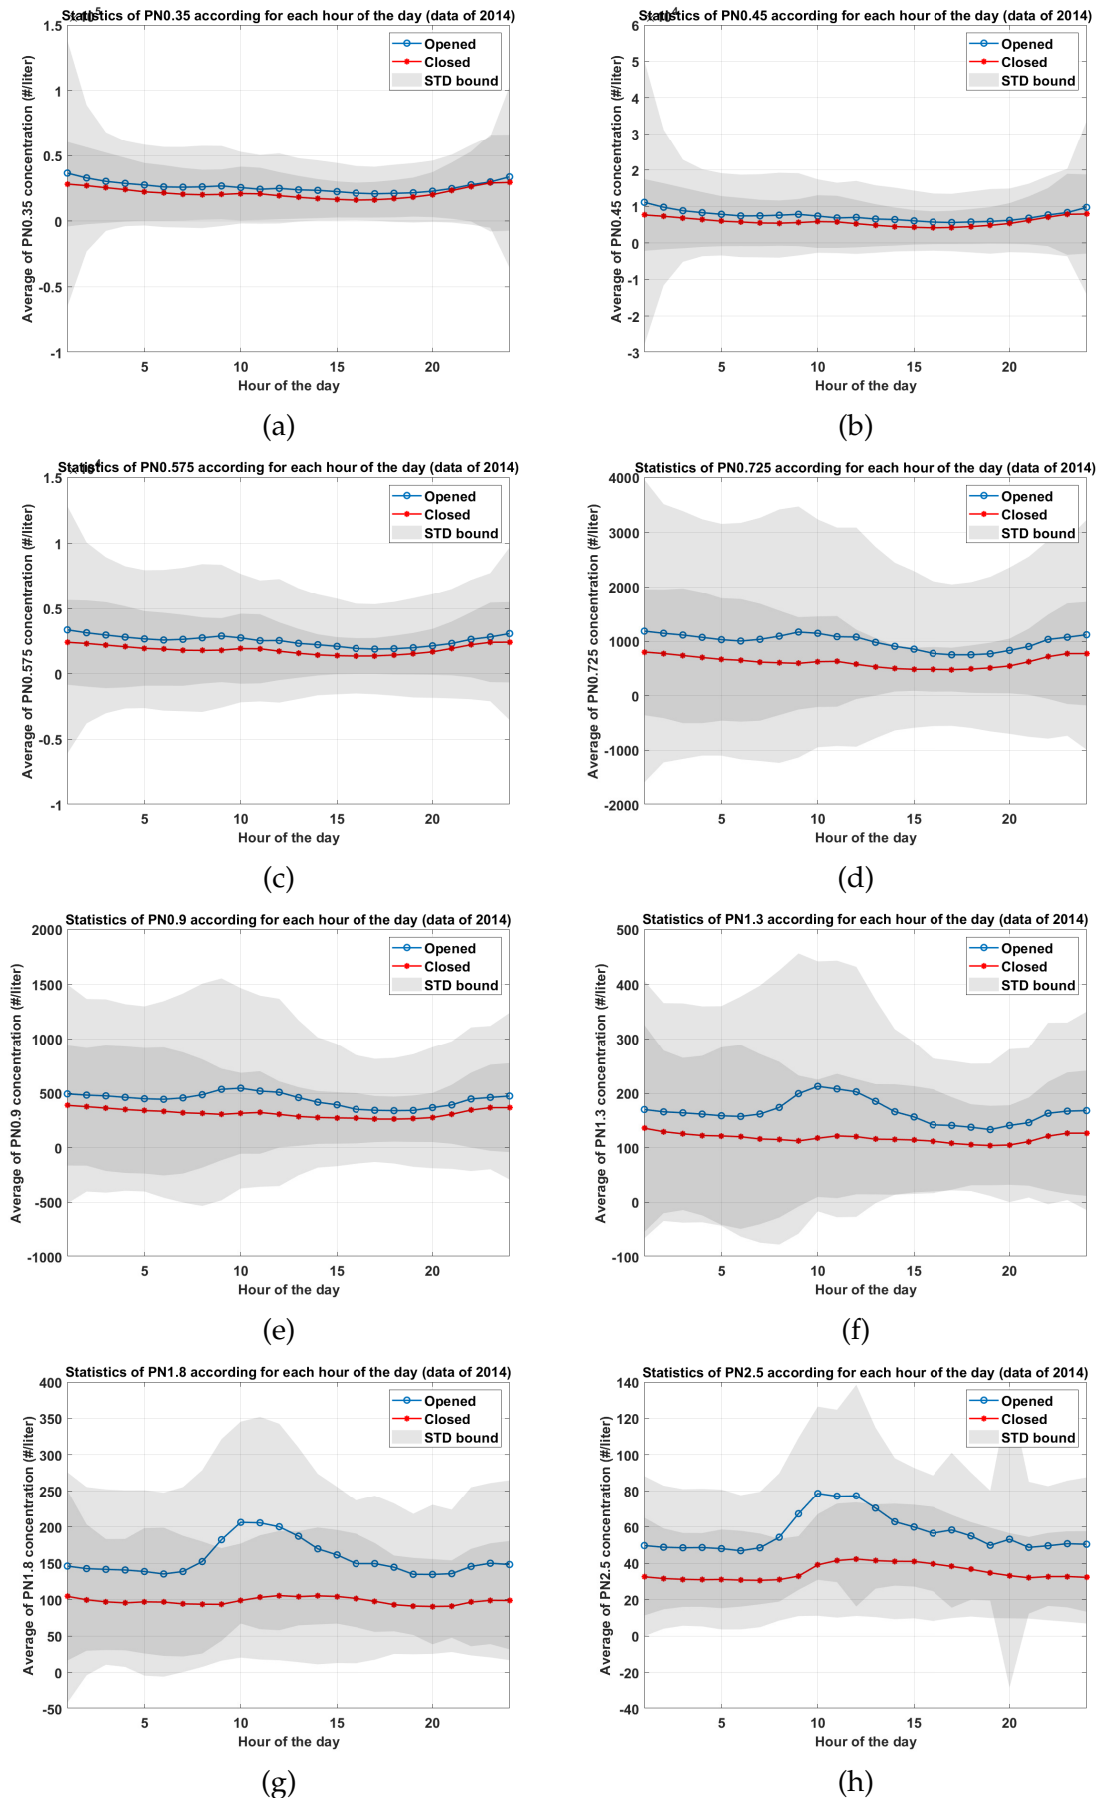 Statistics of PN0.35 according for each hour of the day (data of 2014)
Average of PN0.35 concentration (#/liter)
1.5
1
0.5
0
-0.5
-1
Opened
Closed
STD bound
5 10 15 20
Hour of the day
(a)
Statistics of PN0.45 according for each hour of the day (data of 2014)
Average of PN0.45 concentration (#/liter)
6
5
4
3
2
1
0
-1
-2
-3
Opened
Closed
STD bound
5 10 15 20
Hour of the day
(b)
Statistics of PN0.575 according for each hour of the day (data of 2014)
Average of PN0.575 concentration (#/liter)
1.5
1
0.5
0
-0.5
-1
Opened
Closed
STD bound
5 10 15 20
Hour of the day
(c)
Statistics of PN0.725 according for each hour of the day (data of 2014)
Average of PN0.725 concentration (#/liter)
4000
3000
2000
1000
0
-1000
-2000
Opened
Closed
STD bound
5 10 15 20
Hour of the day
(d)
Statistics of PN0.9 according for each hour of the day (data of 2014)
Average of PN0.9 concentration (#/liter)
2000
1500
1000
500
0
-500
-1000
Opened
Closed
STD bound
5 10 15 20
Hour of the day
(e)
Statistics of PN1.3 according for each hour of the day (data of 2014)
Average of PN1.3 concentration (#/liter)
500
400
300
200
100
0
-100
Opened
Closed
STD bound
5 10 15 20
Hour of the day
(f)
Statistics of PN1.8 according for each hour of the day (data of 2014)
Average of PN1.8 concentration (#/liter)
400
350
300
250
200
150
100
50
0
-50
Opened
Closed
STD bound
5 10 15 20
Hour of the day
(g)
Statistics of PN2.5 according for each hour of the day (data of 2014)
Average of PN2.5 concentration (#/liter)
140
120
100
80
60
40
20
0
-20
-40
Opened
Closed
STD bound
5 10 15 20
Hour of the day
(h)